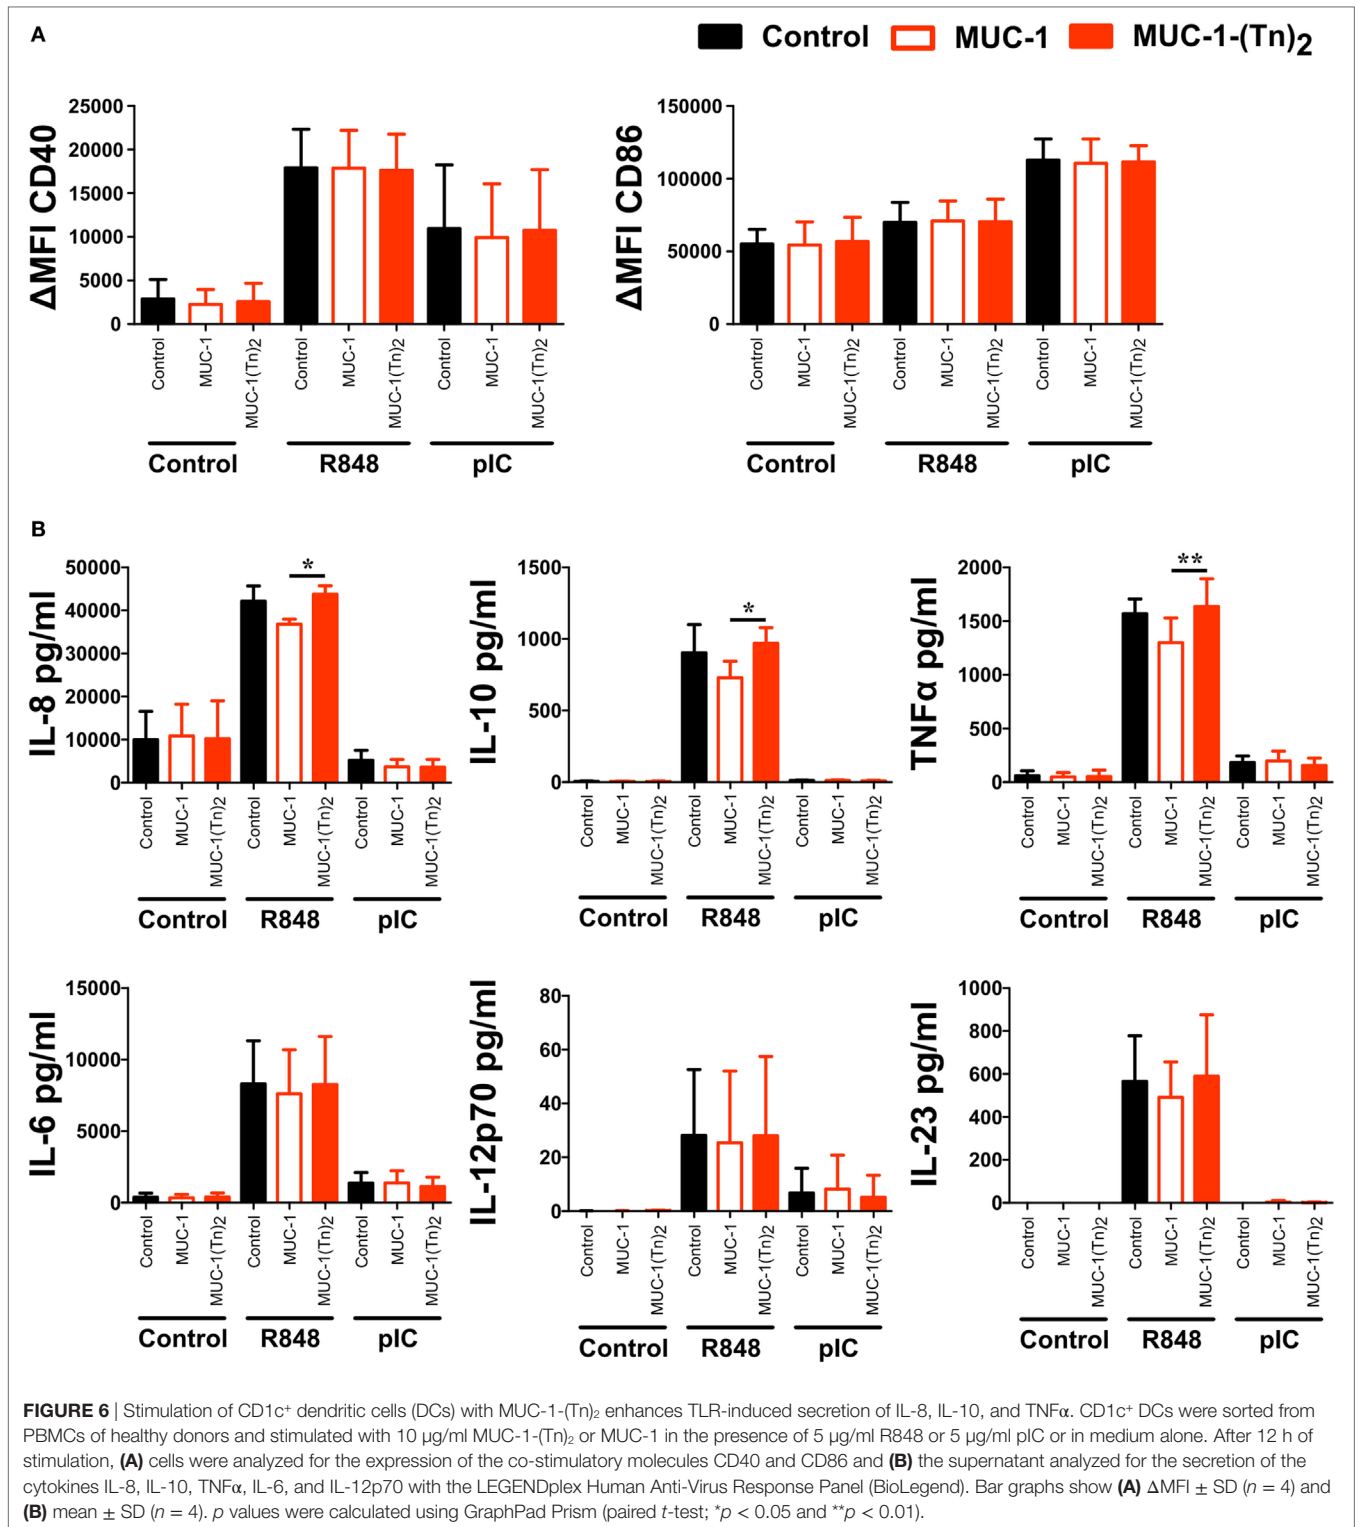 A
Control MUC-1 MUC-1-(Tn)2
ΔMFI CD40
25000
20000
15000
10000
5000
0
Control
MUC-1
MUC-1(Tn)2
Control
MUC-1
MUC-1(Tn)2
Control
MUC-1
MUC-1(Tn)2
Control R848 pIC
ΔMFI CD86
150000
100000
50000
0
Control
MUC-1
MUC-1(Tn)2
Control
MUC-1
MUC-1(Tn)2
Control
MUC-1
MUC-1(Tn)2
Control R848 pIC
B
IL-8 pg/ml
50000
40000
30000
20000
10000
0
*
Control
MUC-1
MUC-1(Tn)2
Control
MUC-1
MUC-1(Tn)2
Control
MUC-1
MUC-1(Tn)2
Control R848 pIC
IL-10 pg/ml
1500
1000
500
0
*
Control
MUC-1
MUC-1(Tn)2
Control
MUC-1
MUC-1(Tn)2
Control
MUC-1
MUC-1(Tn)2
Control R848 pIC
TNFα pg/ml
2000
1500
1000
500
0
**
Control
MUC-1
MUC-1(Tn)2
Control
MUC-1
MUC-1(Tn)2
Control
MUC-1
MUC-1(Tn)2
Control R848 pIC
IL-6 pg/ml
15000
10000
5000
0
Control
MUC-1
MUC-1(Tn)2
Control
MUC-1
MUC-1(Tn)2
Control
MUC-1
MUC-1(Tn)2
Control R848 pIC
IL-12p70 pg/ml
80
60
40
20
0
Control
MUC-1
MUC-1(Tn)2
Control
MUC-1
MUC-1(Tn)2
Control
MUC-1
MUC-1(Tn)2
Control R848 pIC
IL-23 pg/ml
1000
800
600
400
200
0
Control
MUC-1
MUC-1(Tn)2
Control
MUC-1
MUC-1(Tn)2
Control
MUC-1
MUC-1(Tn)2
Control R848 pIC
FIGURE 6 | Stimulation of CD1c⁺ dendritic cells (DCs) with MUC-1-(Tn)₂ enhances TLR-induced secretion of IL-8, IL-10, and TNFα. CD1c⁺ DCs were sorted from
PBMCs of healthy donors and stimulated with 10 µg/ml MUC-1-(Tn)₂ or MUC-1 in the presence of 5 µg/ml R848 or 5 µg/ml pIC or in medium alone. After 12 h of
stimulation, (A) cells were analyzed for the expression of the co-stimulatory molecules CD40 and CD86 and (B) the supernatant analyzed for the secretion of the
cytokines IL-8, IL-10, TNFα, IL-6, and IL-12p70 with the LEGENDplex Human Anti-Virus Response Panel (BioLegend). Bar graphs show (A) ΔMFI ± SD (n = 4) and
(B) mean ± SD (n = 4). p values were calculated using GraphPad Prism (paired t-test; *p < 0.05 and **p < 0.01).